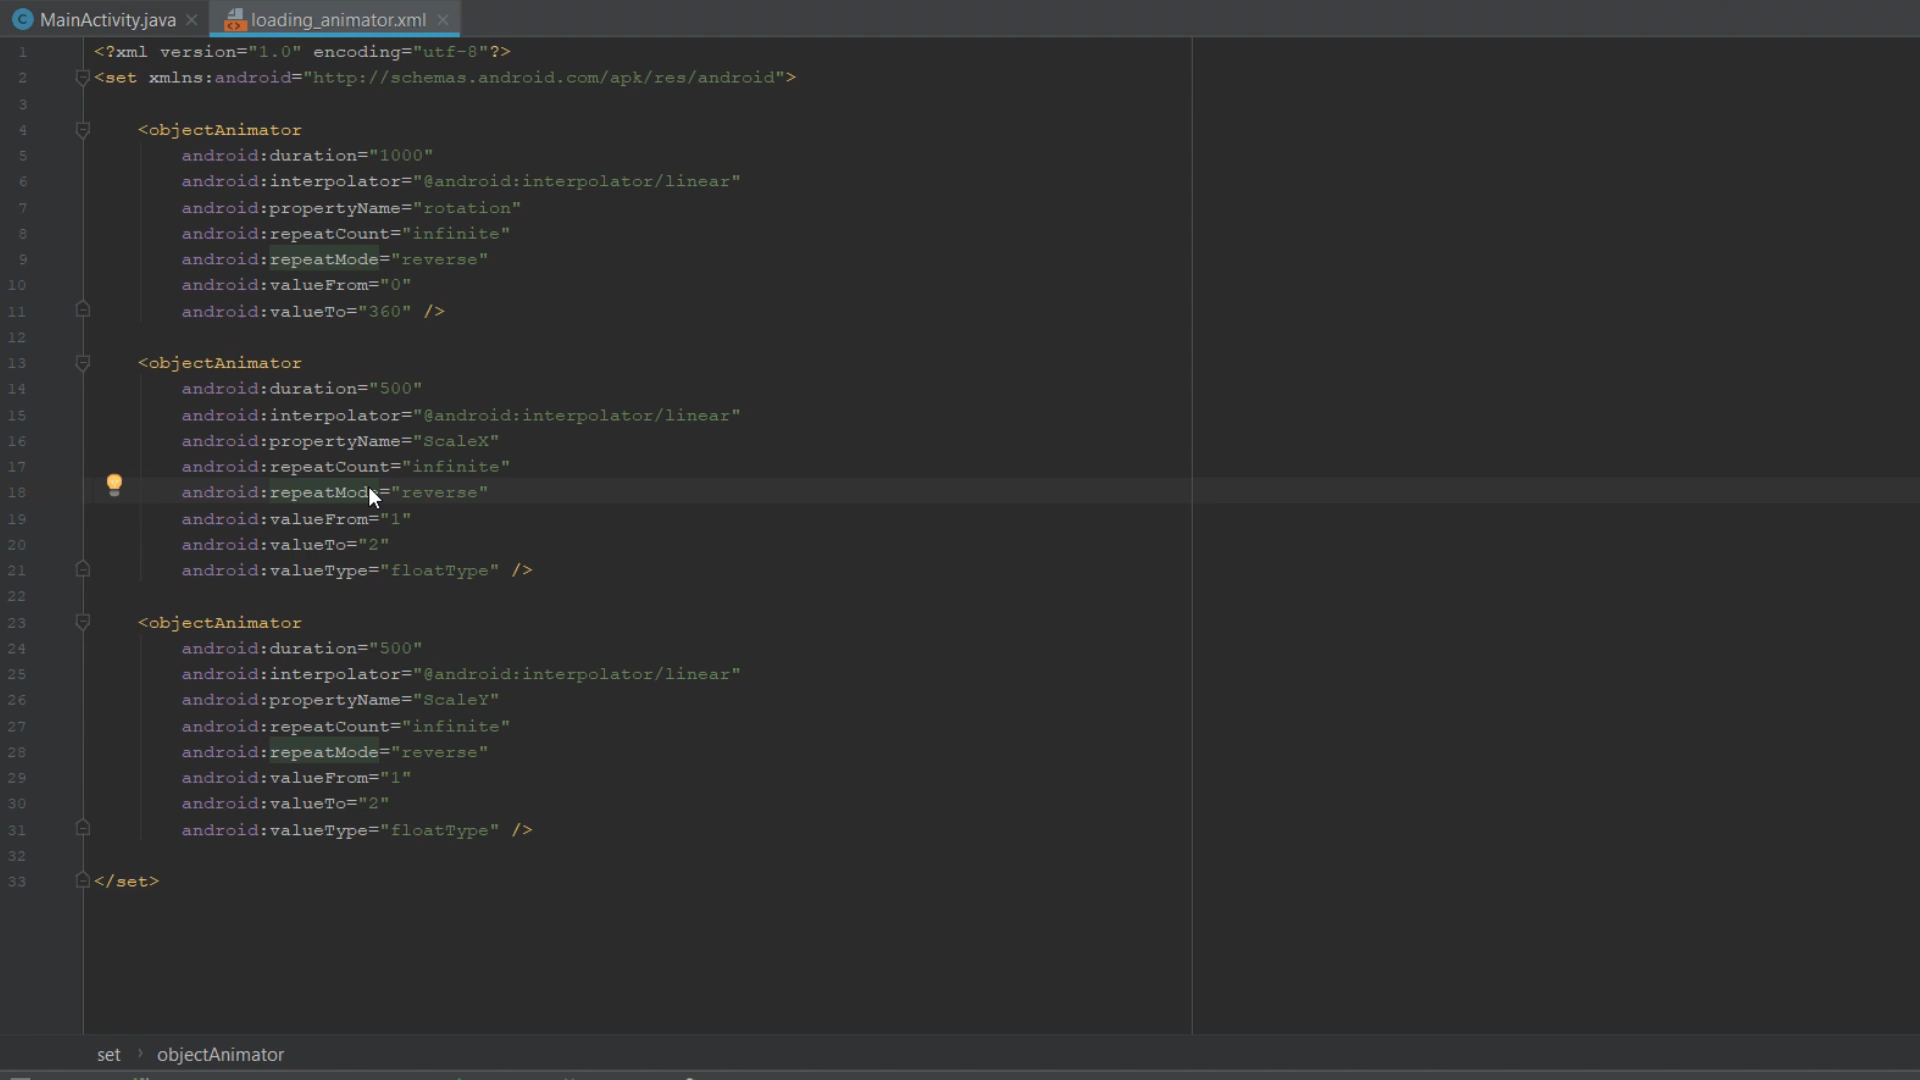 MainActivity.java
loading_animator.xml
1 <?xml version="1.0" encoding="utf-8"?>
2 <set xmlns:android="http://schemas.android.com/apk/res/android">
3
4 <objectAnimator
5 android:duration="1000"
6 android:interpolator="@android:interpolator/linear"
7 android:propertyName="rotation"
8 android:repeatCount="infinite"
9 android:repeatMode="reverse"
10 android:valueFrom="0"
11 android:valueTo="360" />
12
13 <objectAnimator
14 android:duration="500"
15 android:interpolator="@android:interpolator/linear"
16 android:propertyName="ScaleX"
17 android:repeatCount="infinite"
18 android:repeatMode="reverse"
19 android:valueFrom="1"
20 android:valueTo="2"
21 android:valueType="floatType" />
22
23 <objectAnimator
24 android:duration="500"
25 android:interpolator="@android:interpolator/linear"
26 android:propertyName="ScaleY"
27 android:repeatCount="infinite"
28 android:repeatMode="reverse"
29 android:valueFrom="1"
30 android:valueTo="2"
31 android:valueType="floatType" />
32
33 </set>
set › objectAnimator